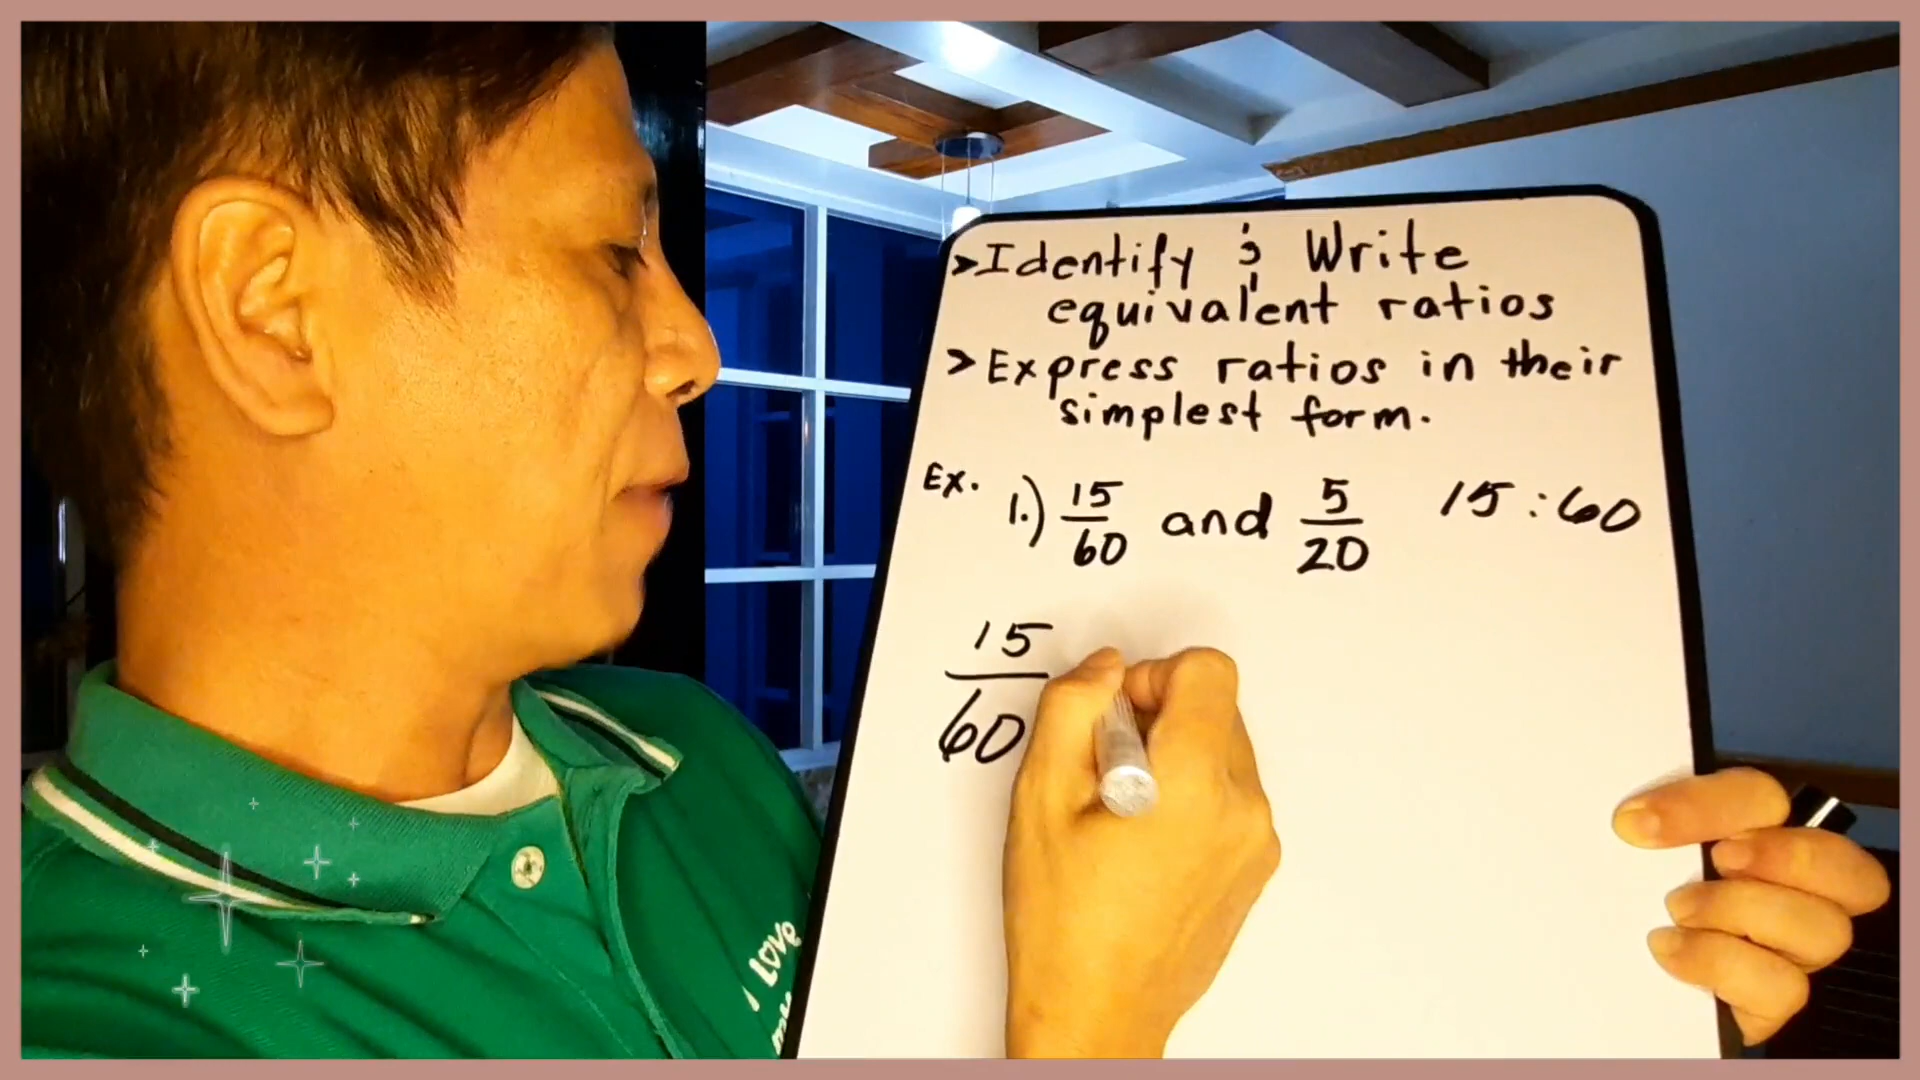 >Identify & Write
equivalent ratios
>Express ratios in their
simplest form.
Ex. 1.) 15/60 and 5/20 15:60
15/60
I Love